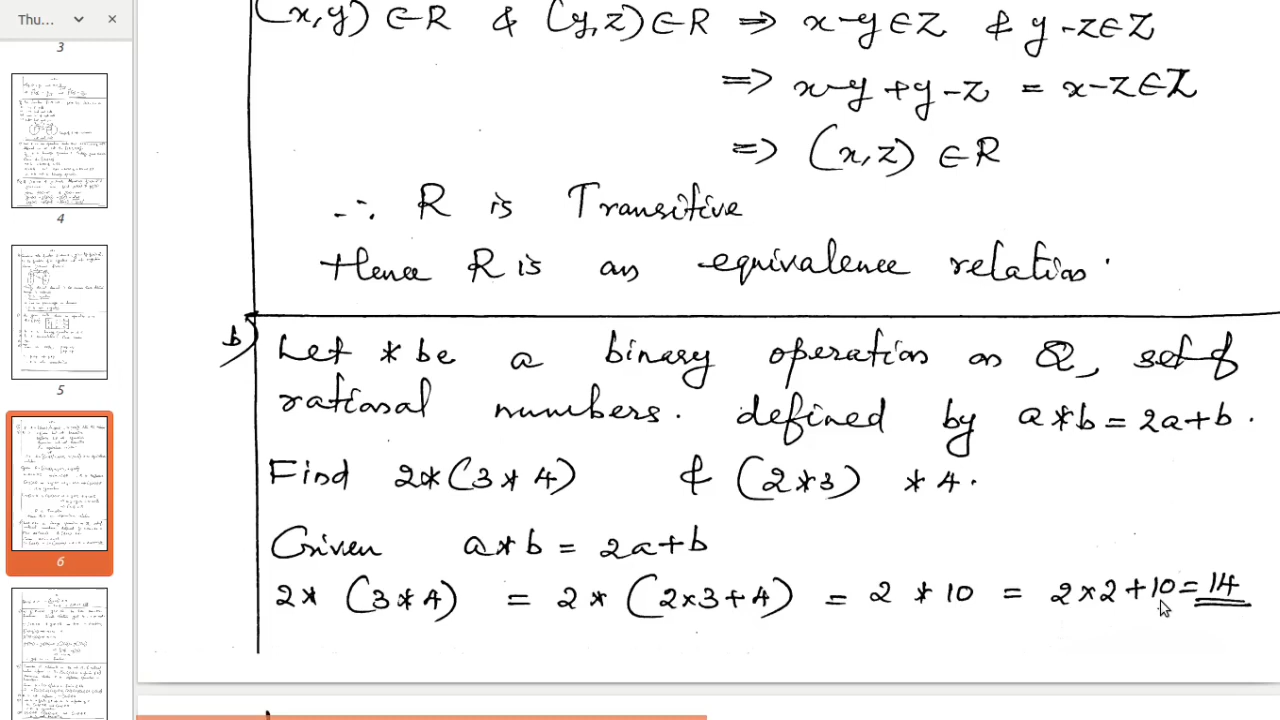 Thu...
3
4
5
6
(x,y) ∈ R & (y,z) ∈ R ⇒ x-y ∈ Z & y-z ∈ Z
⇒ x-y+y-z = x-z ∈ Z
⇒ (x,z) ∈ R
∴ R is Transitive
Hence R is an equivalence relation.
b) Let * be a binary operation on Q, set of
rational numbers. defined by a*b = 2a+b.
Find 2*(3*4) & (2*3) *4.
Given a*b = 2a+b
2* (3*4) = 2* (2×3+4) = 2 *10 = 2×2+10 = 14